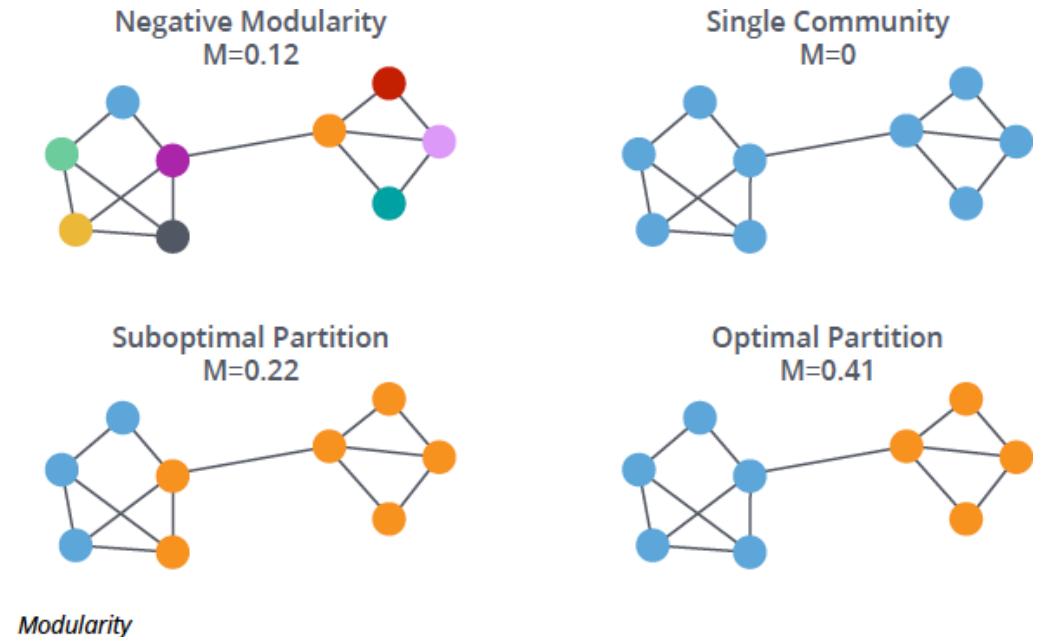 Negative Modularity
M=0.12
Single Community
M=0
Suboptimal Partition
M=0.22
Optimal Partition
M=0.41
Modularity